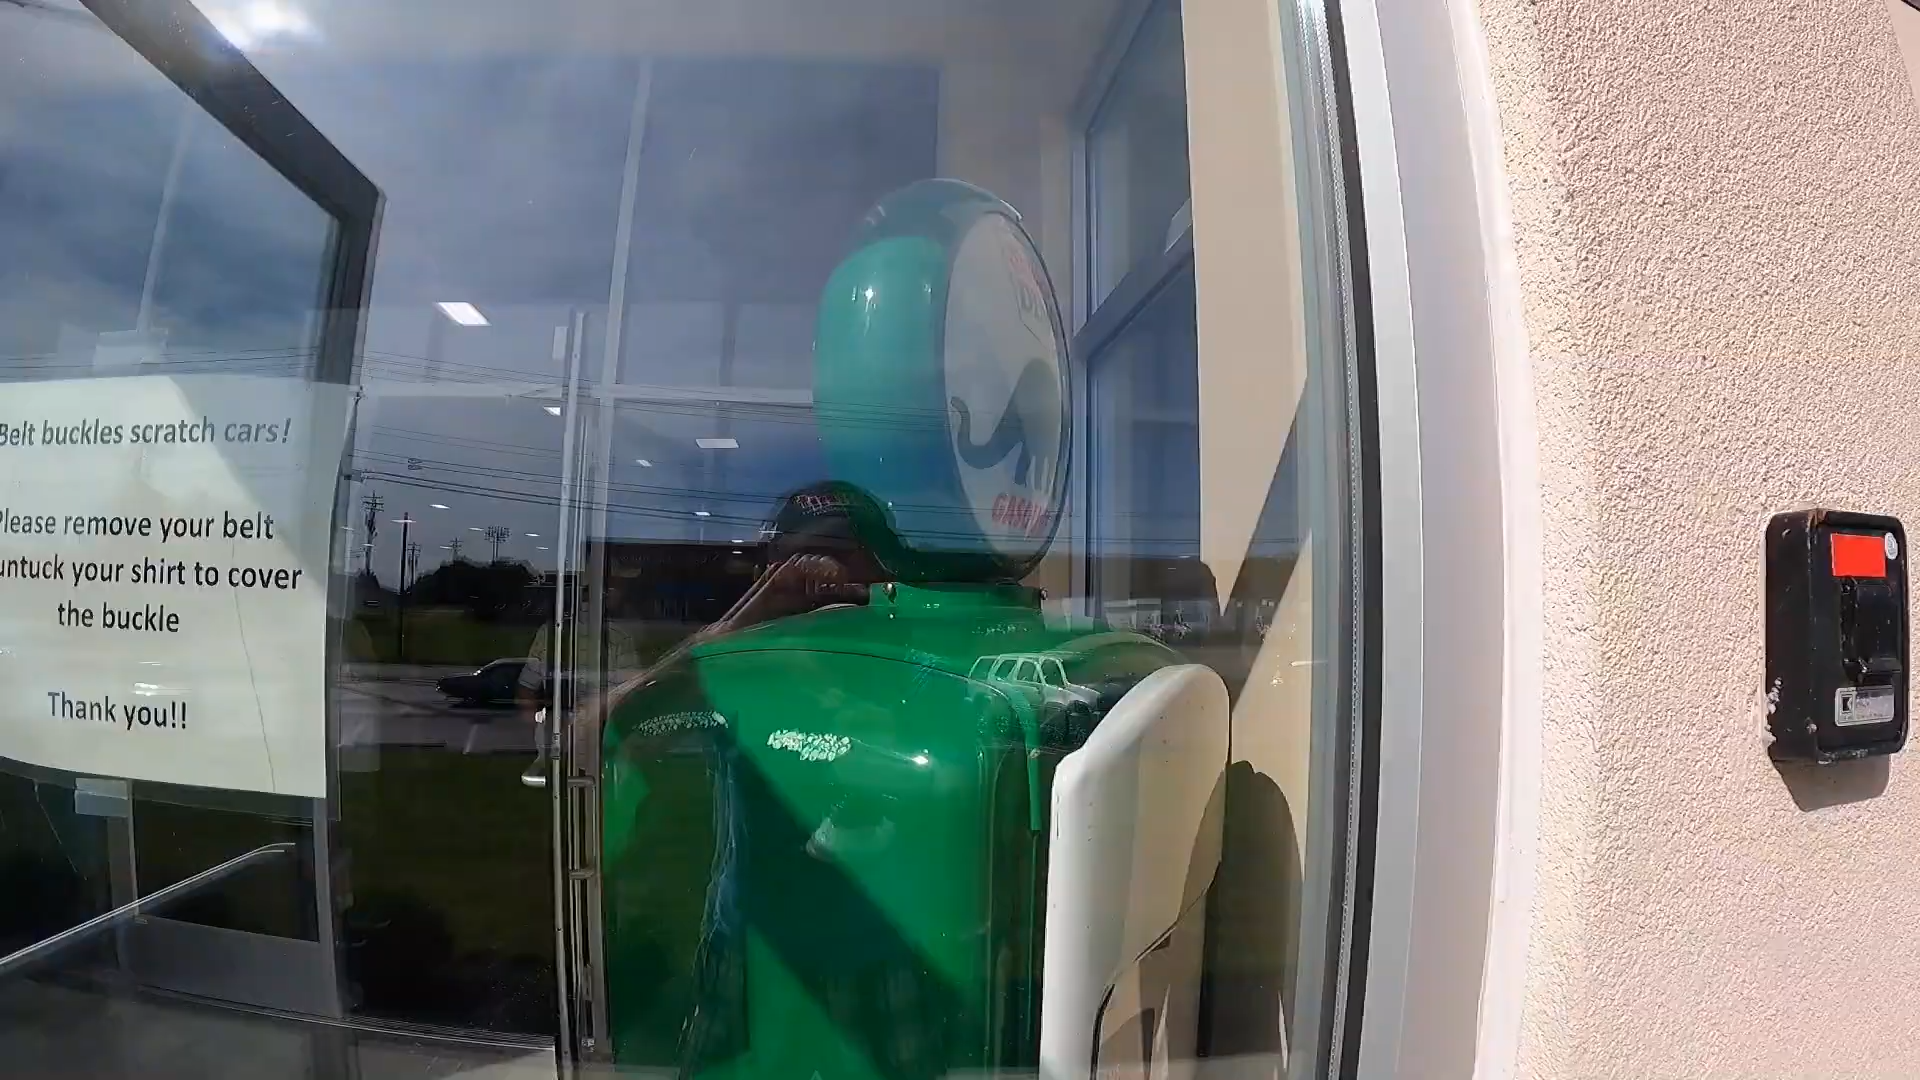 Belt buckles scratch cars!
Please remove your belt
untuck your shirt to cover
the buckle
Thank you!!